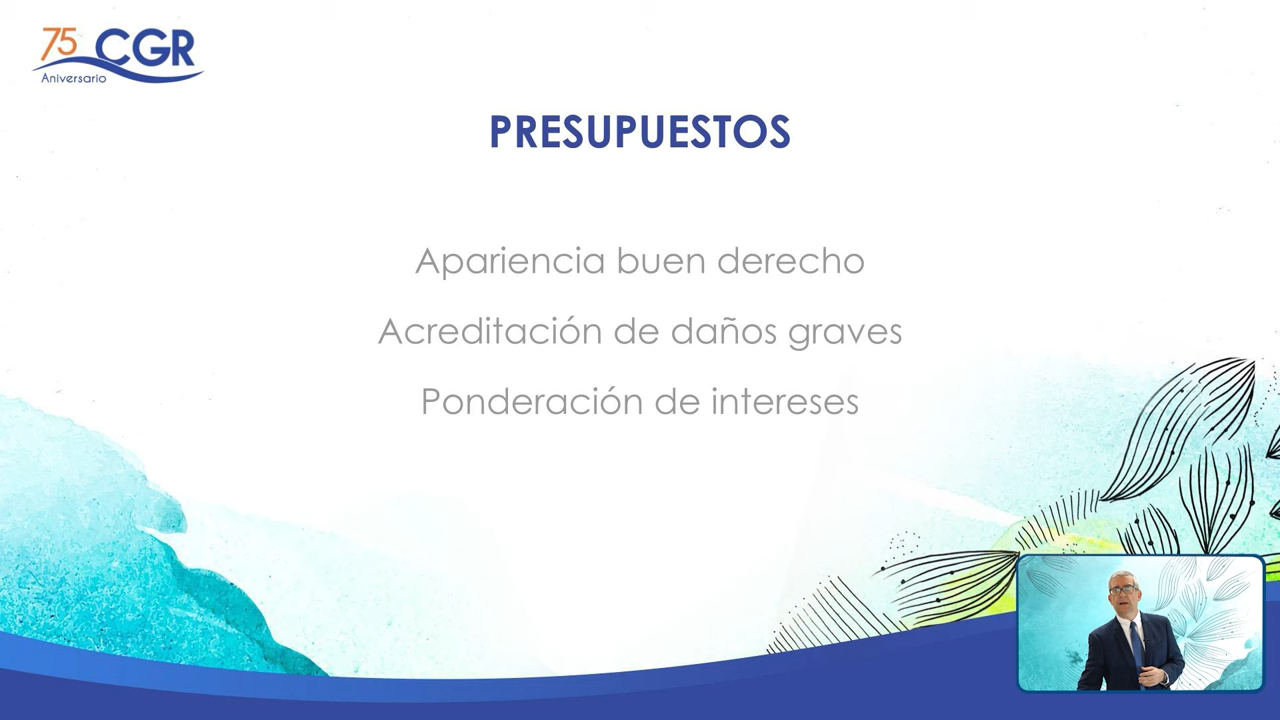 75 CGR
Aniversario
PRESUPUESTOS
Apariencia buen derecho
Acreditación de daños graves
Ponderación de intereses